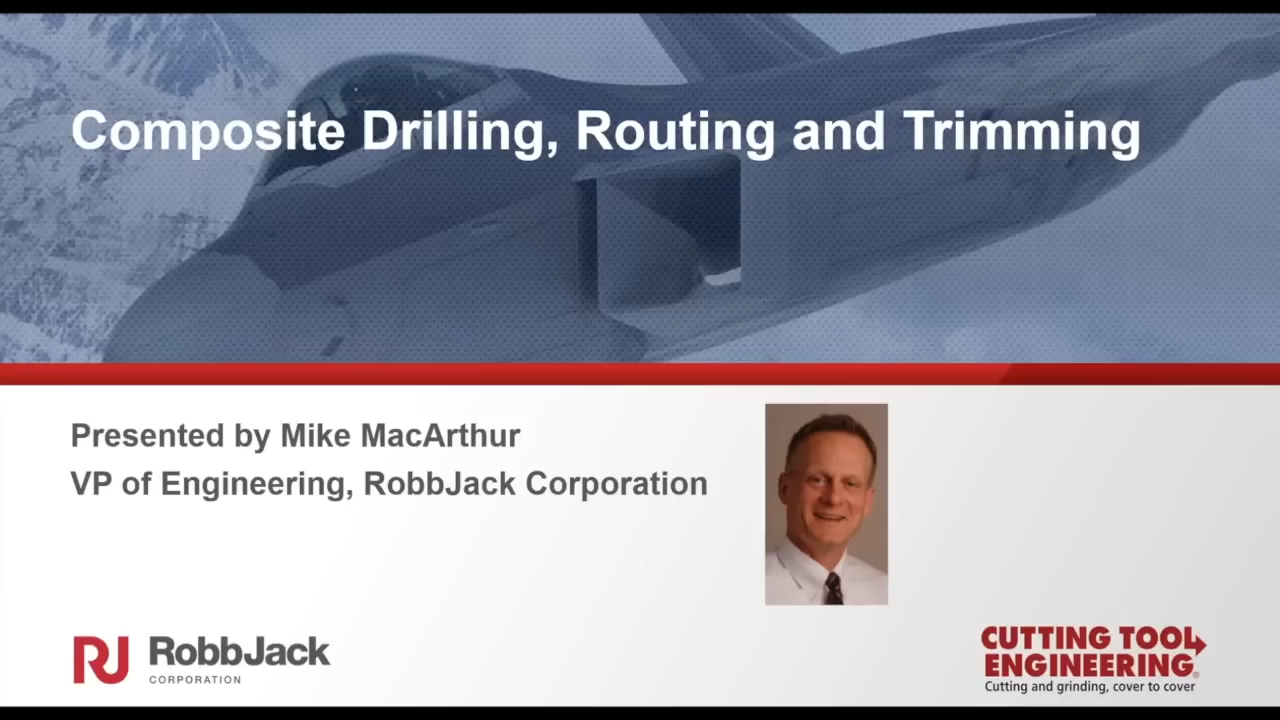 Composite Drilling, Routing and Trimming
Presented by Mike MacArthur
VP of Engineering, RobbJack Corporation
RJ RobbJack
CORPORATION
CUTTING TOOL
ENGINEERING®
Cutting and grinding, cover to cover